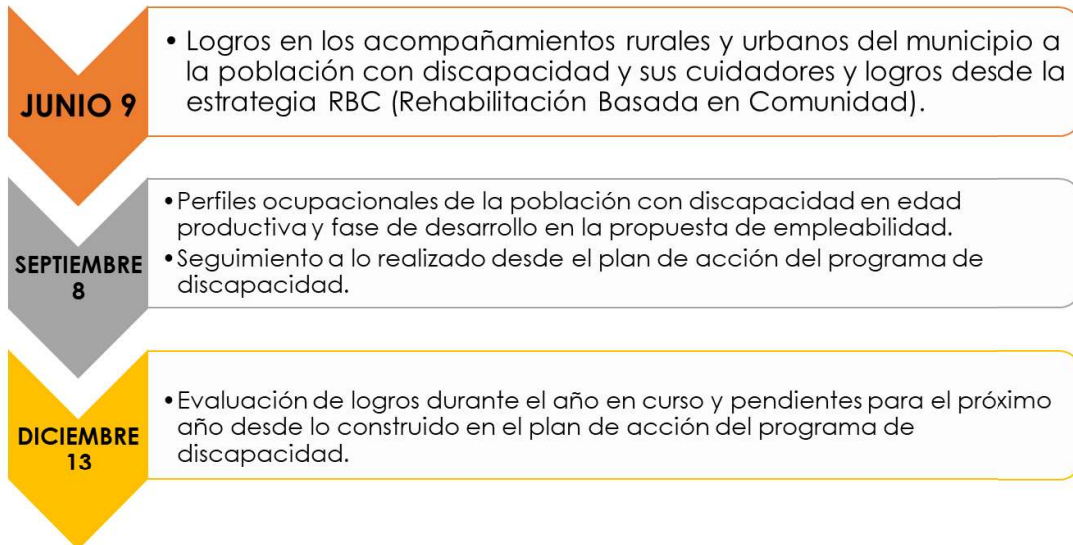 JUNIO 9
• Logros en los acompañamientos rurales y urbanos del municipio a
la población con discapacidad y sus cuidadores y logros desde la
estrategia RBC (Rehabilitación Basada en Comunidad).
SEPTIEMBRE
8
•Perfiles ocupacionales de la población con discapacidad en edad
productiva y fase de desarrollo en la propuesta de empleabilidad.
•Seguimiento a lo realizado desde el plan de acción del programa de
discapacidad.
DICIEMBRE
13
•Evaluación de logros durante el año en curso y pendientes para el próximo
año desde lo construido en el plan de acción del programa de
discapacidad.